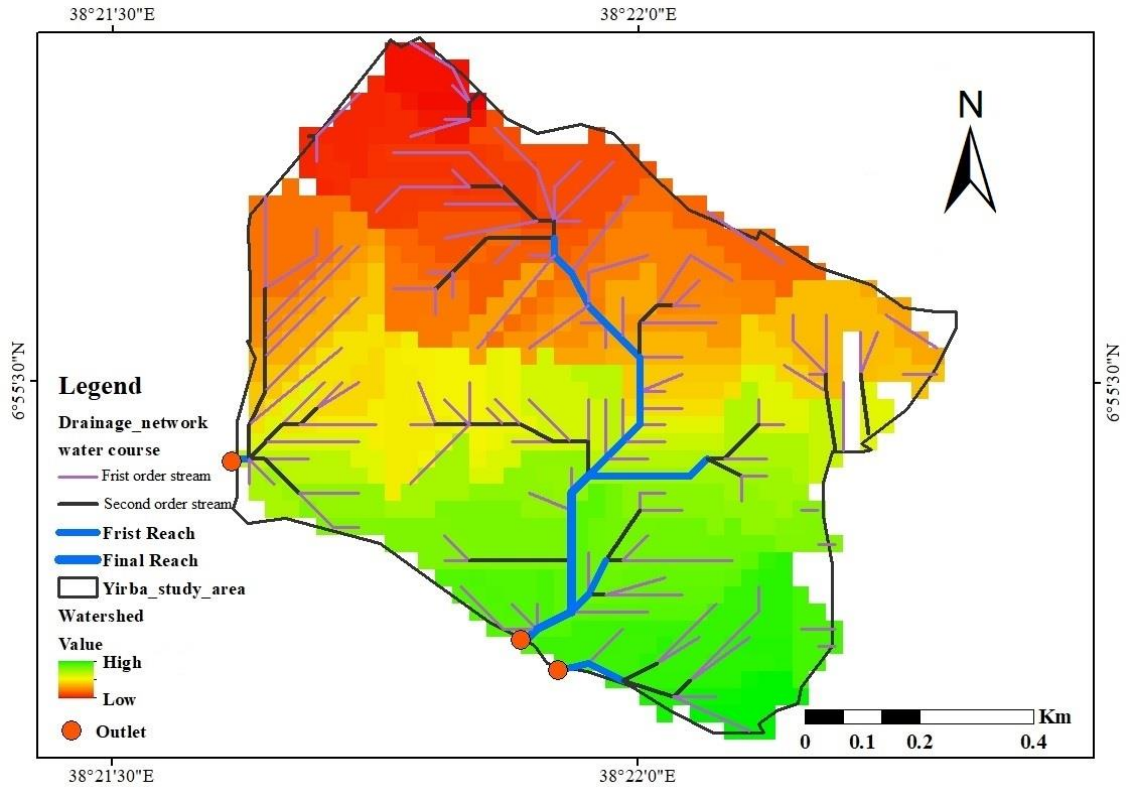 38°21'30"E
38°22'0"E
N
6°55'30"N
6°55'30"N
Legend
Drainage_network
water course
Frist order stream
Second order stream
Frist Reach
Final Reach
Yirba_study_area
Watershed
Value
High
Low
Outlet
Km
0 0.1 0.2 0.4
38°21'30"E
38°22'0"E